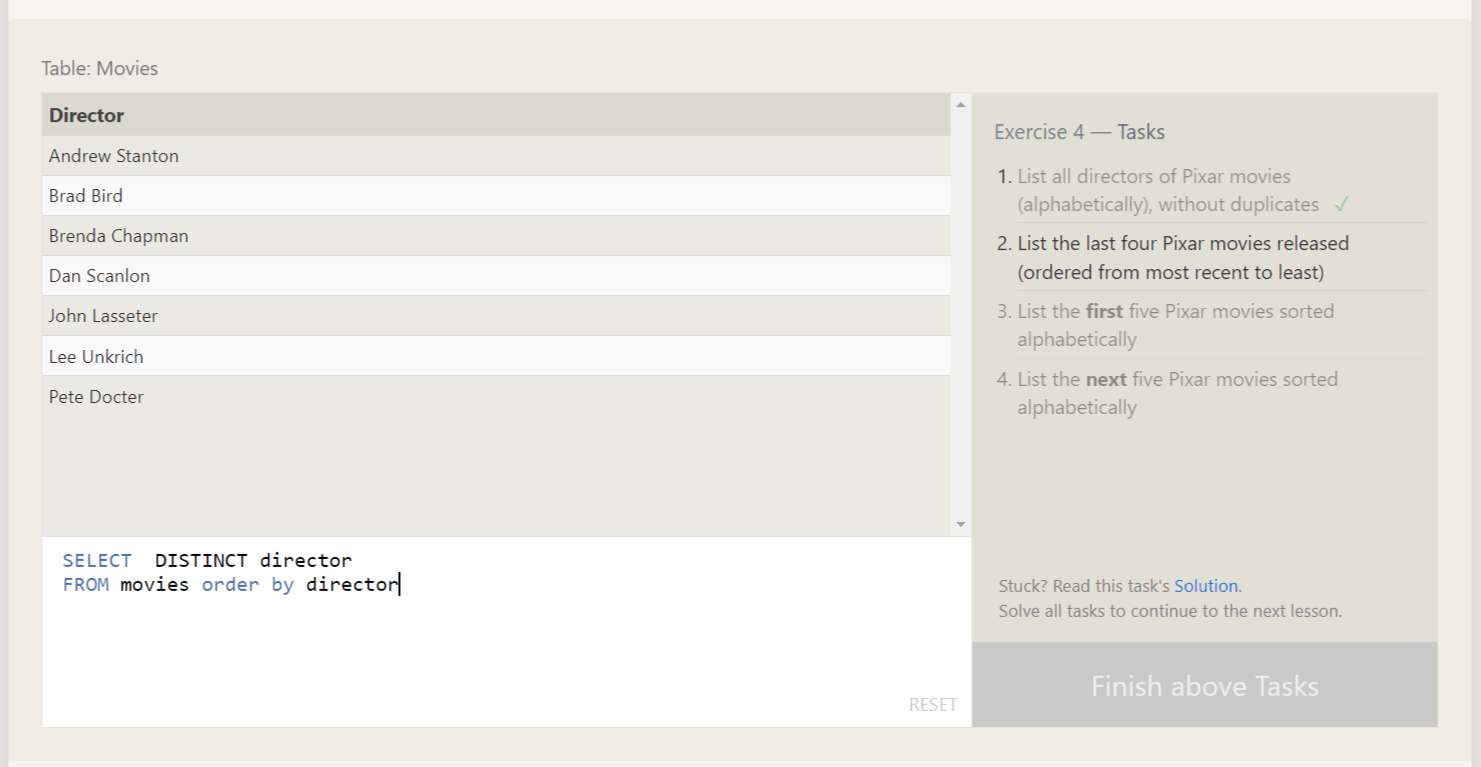 Table: Movies
Director
Andrew Stanton
Brad Bird
Brenda Chapman
Dan Scanlon
John Lasseter
Lee Unkrich
Pete Docter
SELECT  DISTINCT director
FROM movies order by director
RESET
Exercise 4 — Tasks
1. List all directors of Pixar movies
(alphabetically), without duplicates ✓
2. List the last four Pixar movies released
(ordered from most recent to least)
3. List the first five Pixar movies sorted
alphabetically
4. List the next five Pixar movies sorted
alphabetically
Stuck? Read this task's Solution.
Solve all tasks to continue to the next lesson.
Finish above Tasks